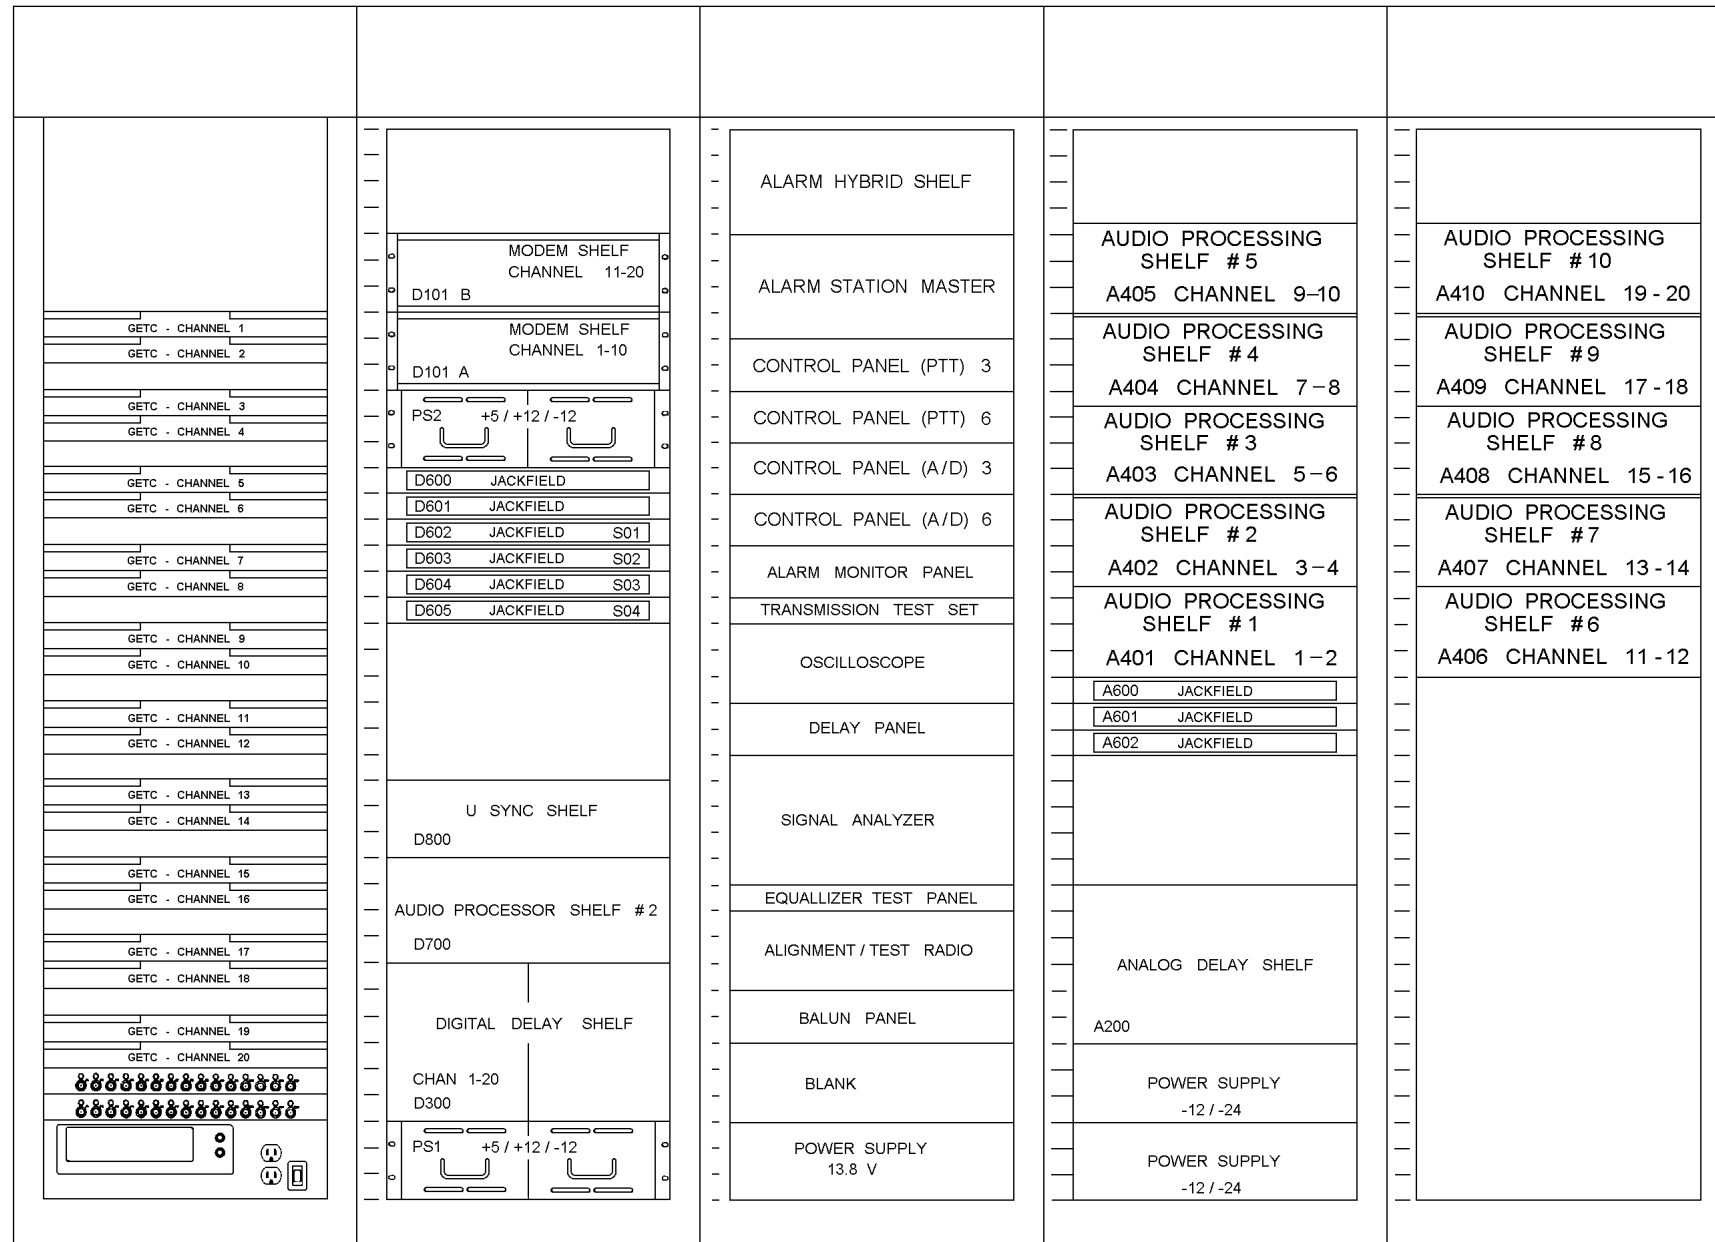 GETC - CHANNEL 1
GETC - CHANNEL 2
GETC - CHANNEL 3
GETC - CHANNEL 4
GETC - CHANNEL 5
GETC - CHANNEL 6
GETC - CHANNEL 7
GETC - CHANNEL 8
GETC - CHANNEL 9
GETC - CHANNEL 10
GETC - CHANNEL 11
GETC - CHANNEL 12
GETC - CHANNEL 13
GETC - CHANNEL 14
GETC - CHANNEL 15
GETC - CHANNEL 16
GETC - CHANNEL 17
GETC - CHANNEL 18
GETC - CHANNEL 19
GETC - CHANNEL 20
MODEM SHELF
CHANNEL 11-20
D101 B
MODEM SHELF
CHANNEL 1-10
D101 A
PS2 +5 / +12 / -12
D600 JACKFIELD
D601 JACKFIELD
D602 JACKFIELD S01
D603 JACKFIELD S02
D604 JACKFIELD S03
D605 JACKFIELD S04
U SYNC SHELF
D800
AUDIO PROCESSOR SHELF #2
D700
DIGITAL DELAY SHELF
CHAN 1-20
D300
PS1 +5 / +12 / -12
ALARM HYBRID SHELF
ALARM STATION MASTER
CONTROL PANEL (PTT) 3
CONTROL PANEL (PTT) 6
CONTROL PANEL (A/D) 3
CONTROL PANEL (A/D) 6
ALARM MONITOR PANEL
TRANSMISSION TEST SET
OSCILLOSCOPE
DELAY PANEL
SIGNAL ANALYZER
EQUALLIZER TEST PANEL
ALIGNMENT / TEST RADIO
BALUN PANEL
BLANK
POWER SUPPLY
13.8 V
AUDIO PROCESSING
SHELF #5
A405 CHANNEL 9-10
AUDIO PROCESSING
SHELF #4
A404 CHANNEL 7-8
AUDIO PROCESSING
SHELF #3
A403 CHANNEL 5-6
AUDIO PROCESSING
SHELF #2
A402 CHANNEL 3-4
AUDIO PROCESSING
SHELF #1
A401 CHANNEL 1-2
A600 JACKFIELD
A601 JACKFIELD
A602 JACKFIELD
ANALOG DELAY SHELF
A200
POWER SUPPLY
-12 / -24
POWER SUPPLY
-12 / -24
AUDIO PROCESSING
SHELF #10
A410 CHANNEL 19-20
AUDIO PROCESSING
SHELF #9
A409 CHANNEL 17-18
AUDIO PROCESSING
SHELF #8
A408 CHANNEL 15-16
AUDIO PROCESSING
SHELF #7
A407 CHANNEL 13-14
AUDIO PROCESSING
SHELF #6
A406 CHANNEL 11-12